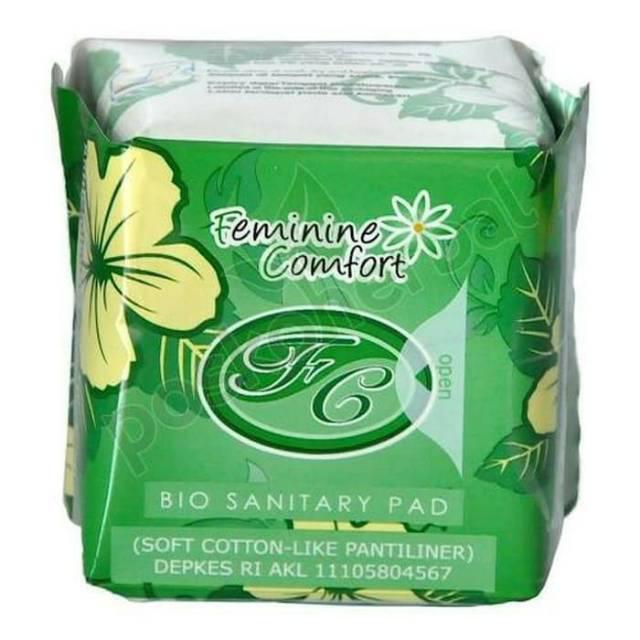 Feminine
Comfort
FC
open
BIO SANITARY PAD
(SOFT COTTON-LIKE PANTILINER)
DEPKES RI AKL 11105804567